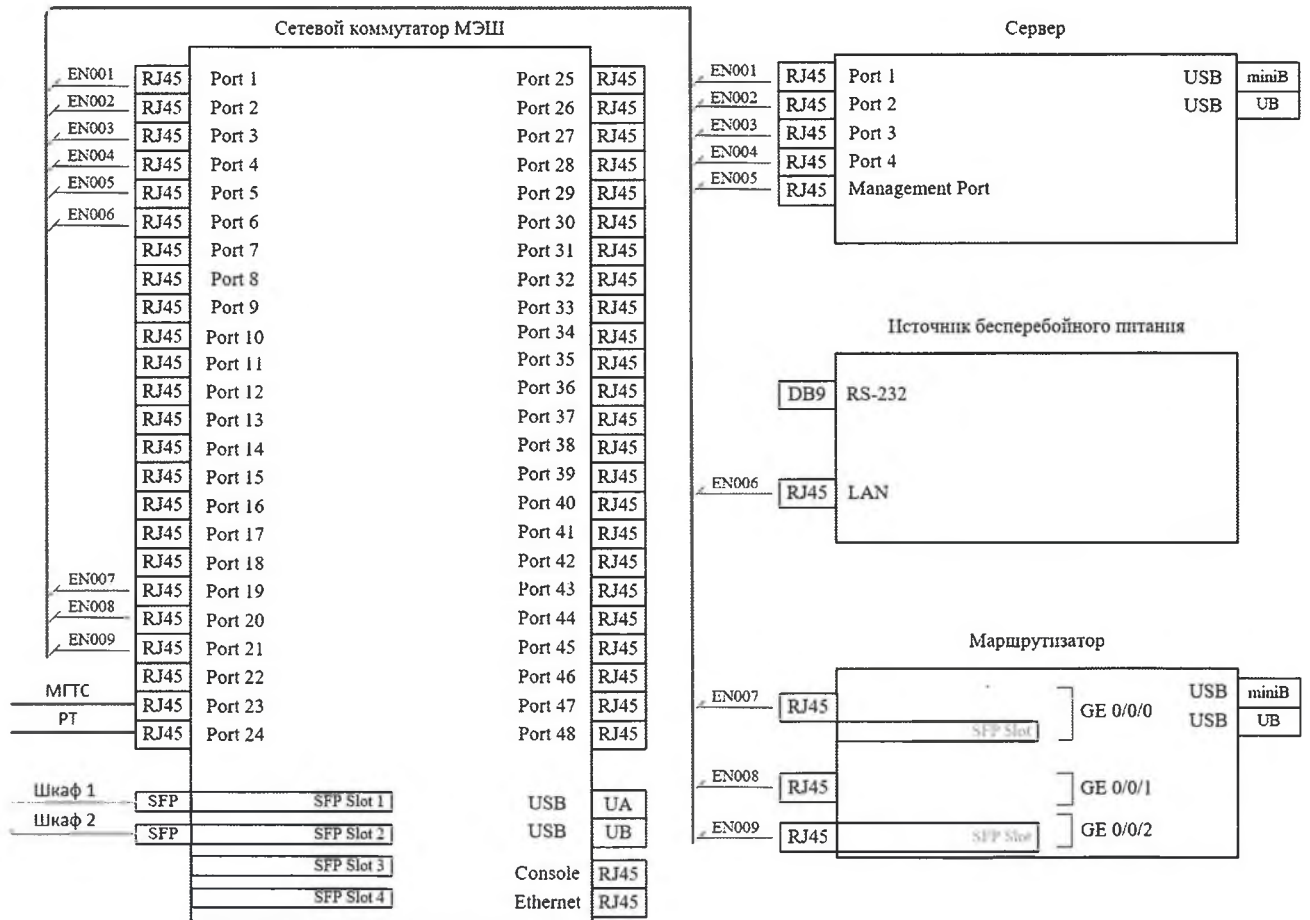 Сетевой коммутатор МЭШ
EN001 RJ45 Port 1 Port 25 RJ45
EN002 RJ45 Port 2 Port 26 RJ45
EN003 RJ45 Port 3 Port 27 RJ45
EN004 RJ45 Port 4 Port 28 RJ45
EN005 RJ45 Port 5 Port 29 RJ45
EN006 RJ45 Port 6 Port 30 RJ45
RJ45 Port 7 Port 31 RJ45
RJ45 Port 8 Port 32 RJ45
RJ45 Port 9 Port 33 RJ45
RJ45 Port 10 Port 34 RJ45
RJ45 Port 11 Port 35 RJ45
RJ45 Port 12 Port 36 RJ45
RJ45 Port 13 Port 37 RJ45
RJ45 Port 14 Port 38 RJ45
RJ45 Port 15 Port 39 RJ45
RJ45 Port 16 Port 40 RJ45
RJ45 Port 17 Port 41 RJ45
RJ45 Port 18 Port 42 RJ45
EN007 RJ45 Port 19 Port 43 RJ45
EN008 RJ45 Port 20 Port 44 RJ45
EN009 RJ45 Port 21 Port 45 RJ45
RJ45 Port 22 Port 46 RJ45
МГТС RJ45 Port 23 Port 47 RJ45
РТ RJ45 Port 24 Port 48 RJ45
Шкаф 1 SFP SFP Slot 1 USB UA
Шкаф 2 SFP SFP Slot 2 USB UB
SFP Slot 3 Console RJ45
SFP Slot 4 Ethernet RJ45
Сервер
EN001 RJ45 Port 1 USB miniB
EN002 RJ45 Port 2 USB UB
EN003 RJ45 Port 3
EN004 RJ45 Port 4
EN005 RJ45 Management Port
Источник бесперебойного питания
DB9 RS-232
EN006 RJ45 LAN
Маршрутизатор
EN007 RJ45 GE 0/0/0 USB miniB
SFP Slot USB UB
EN008 RJ45 GE 0/0/1
EN009 RJ45 SFP Slot GE 0/0/2